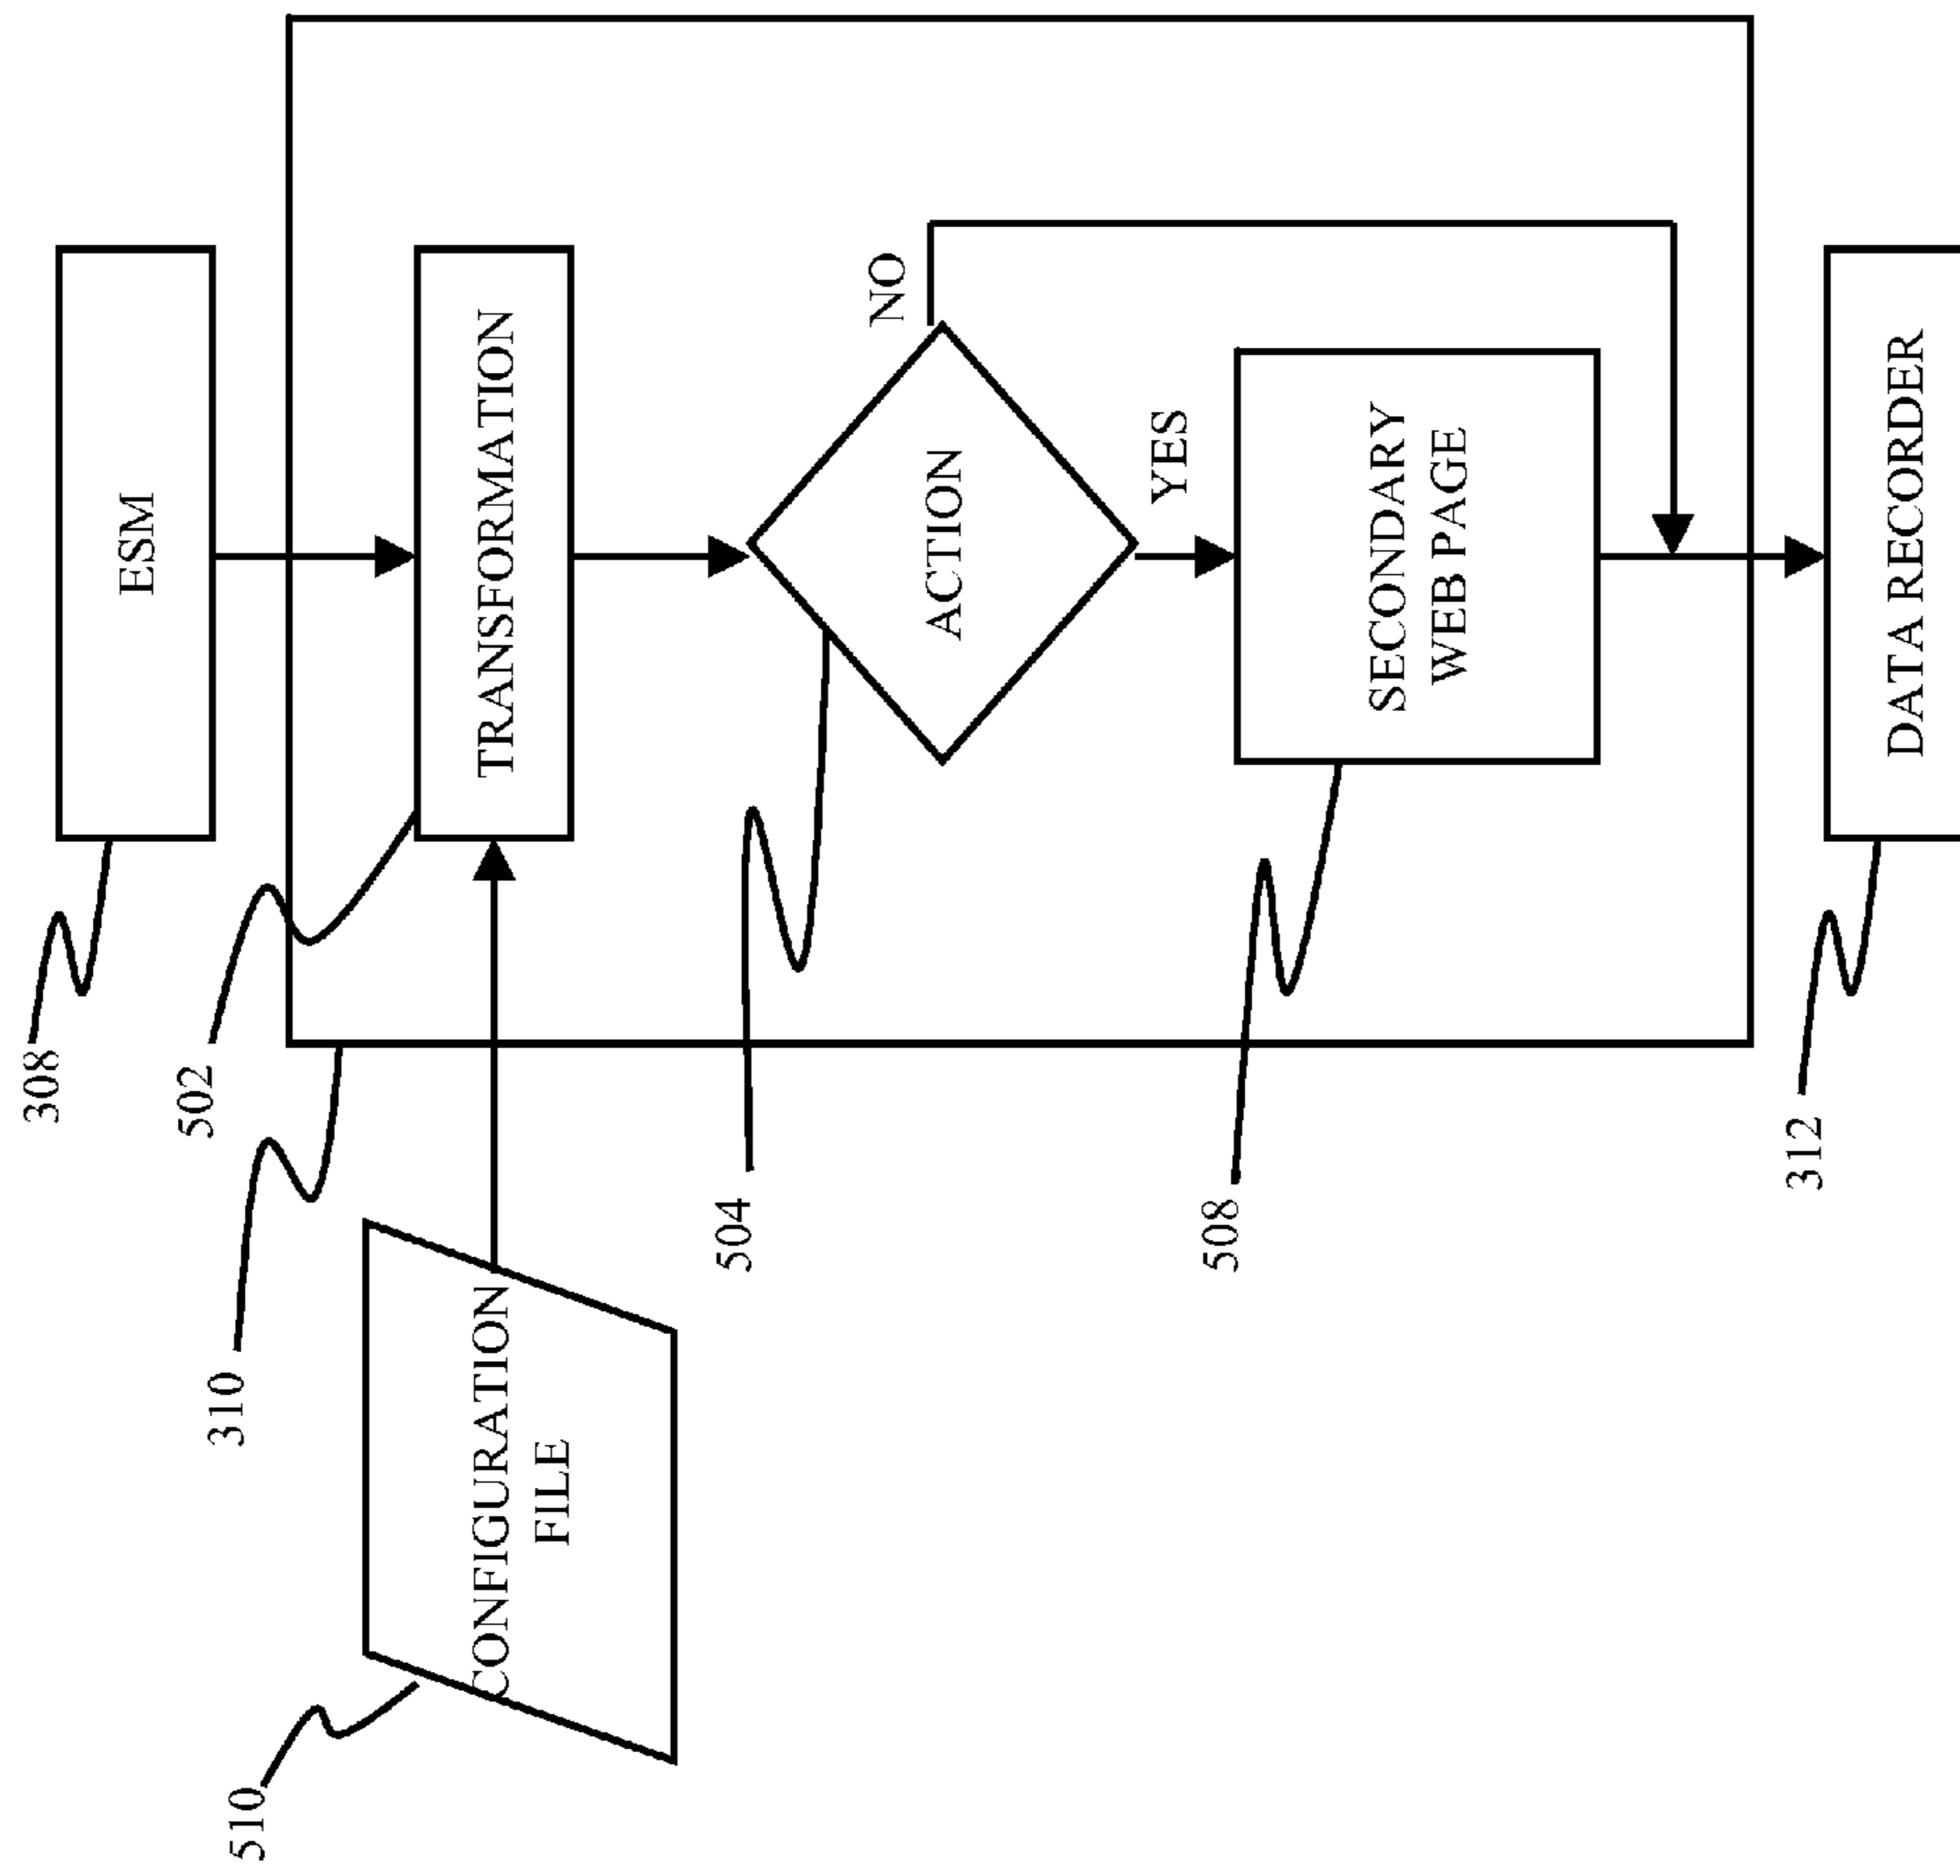 308
ESM
502
310
TRANSFORMATION
510
CONFIGURATION
FILE
504
ACTION
NO
YES
508
SECONDARY
WEB PAGE
312
DATA RECORDER